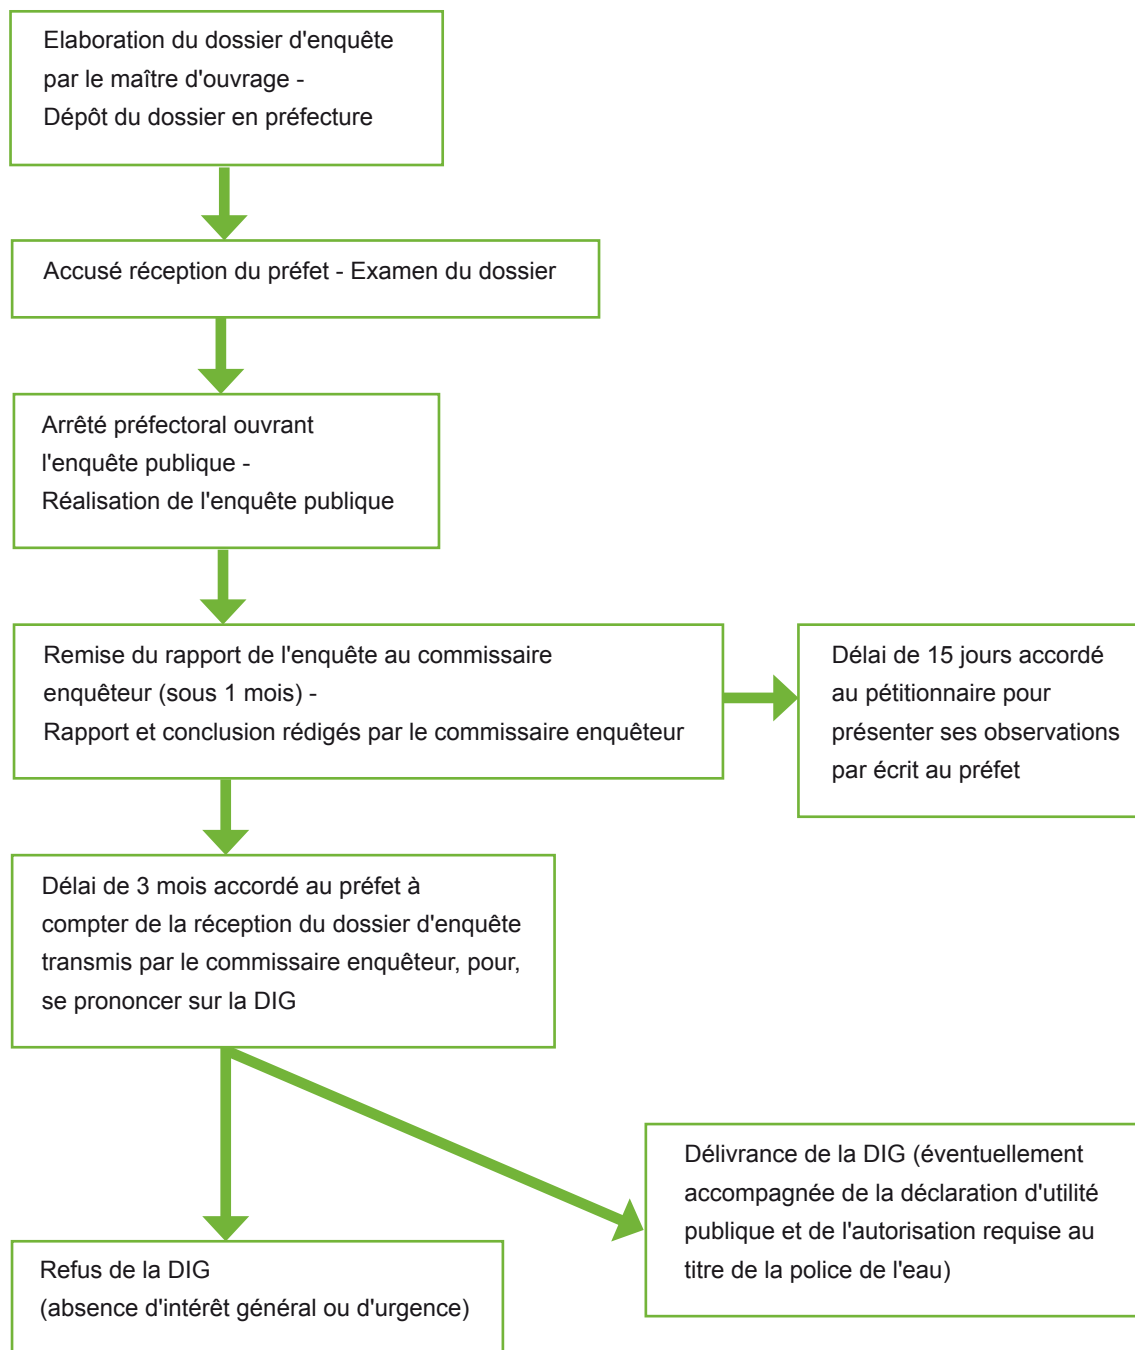 Elaboration du dossier d'enquête
par le maître d'ouvrage -
Dépôt du dossier en préfecture
Accusé réception du préfet - Examen du dossier
Arrêté préfectoral ouvrant
l'enquête publique -
Réalisation de l'enquête publique
Remise du rapport de l'enquête au commissaire
enquêteur (sous 1 mois) -
Rapport et conclusion rédigés par le commissaire enquêteur
Délai de 15 jours accordé
au pétitionnaire pour
présenter ses observations
par écrit au préfet
Délai de 3 mois accordé au préfet à
compter de la réception du dossier d'enquête
transmis par le commissaire enquêteur, pour,
se prononcer sur la DIG
Délivrance de la DIG (éventuellement
accompagnée de la déclaration d'utilité
publique et de l'autorisation requise au
titre de la police de l'eau)
Refus de la DIG
(absence d'intérêt général ou d'urgence)